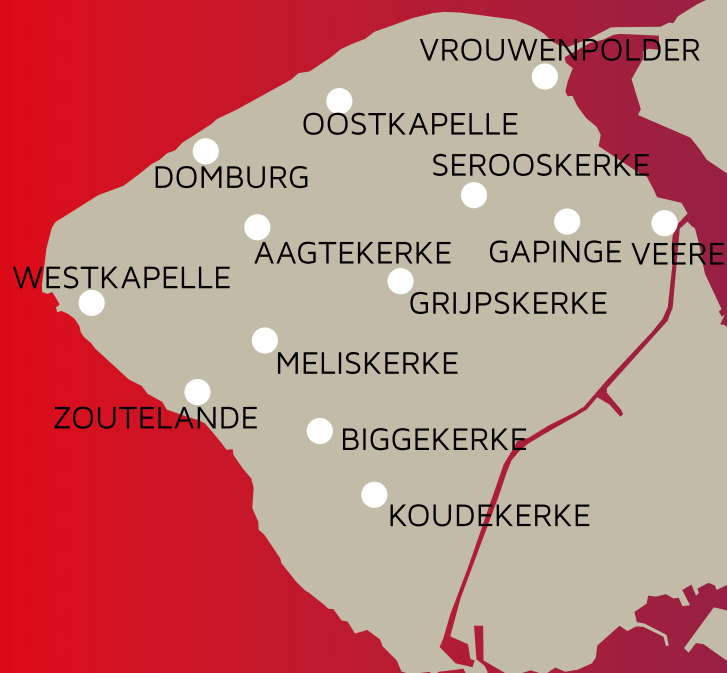 VROUWENPOLDER
OOSTKAPELLE
SEROOSKERKE
DOMBURG
AAGTEKERKE
GAPINGE
VEERE
WESTKAPELLE
GRIJPSKERKE
MELISKERKE
ZOUTELANDE
BIGGEKERKE
KOUDEKERKE